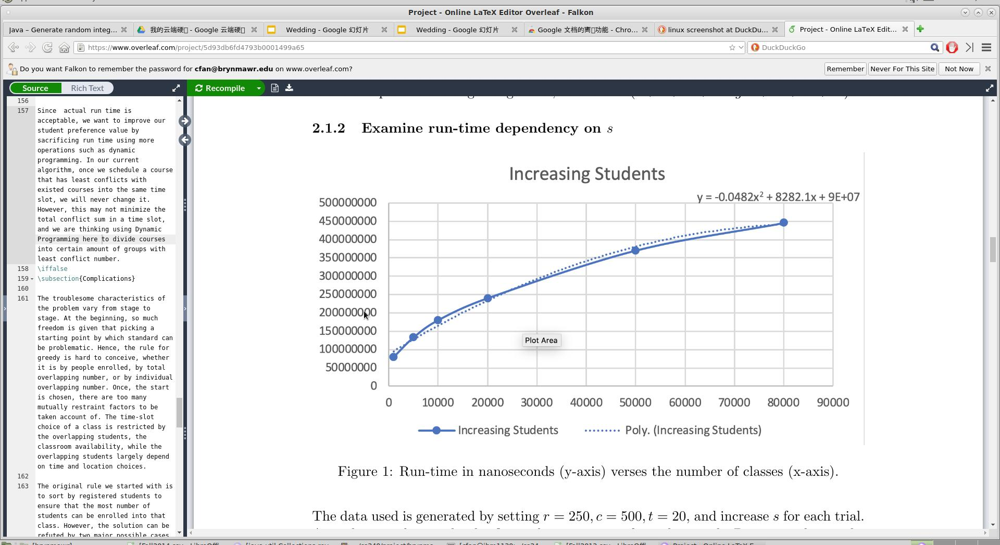 Project - Online LaTeX Editor Overleaf - Falkon
Java – Generate random integ...
我的云端硬 - Google 云端硬
Wedding - Google 幻灯片
Wedding - Google 幻灯片
Google 文档的离功能 - Chro...
linux screenshot at DuckDu...
Project - Online LaTeX Edit...
https://www.overleaf.com/project/5d93db6fd4793b0001499a65
DuckDuckGo
Do you want Falkon to remember the password for cfan@brynmawr.edu on www.overleaf.com?
Remember
Never For This Site
Not Now
Source
Rich Text
Recompile
156
157 Since  actual run time is
acceptable, we want to improve our
student preference value by
sacrificing run time using more
operations such as dynamic
programming. In our current
algorithm, once we schedule a course
that has least conflicts with
existed courses into the same time
slot, we will never change it.
However, this may not minimize the
total conflict sum in a time slot,
and we are thinking using Dynamic
Programming here to divide courses
into certain amount of groups with
least conflict number.
158 \iffalse
159 \subsection{Complications}
160
161 The troublesome characteristics of
the problem vary from stage to
stage. At the beginning, so much
freedom is given that picking a
starting point by which standard can
be problematic. Hence, the rule for
greedy is hard to conceive, whether
it is by people enrolled, by total
overlapping number, or by individual
overlapping number. Once, the start
is chosen, there are too many
mutually restraint factors to be
taken account of. The time-slot
choice of a class is restricted by
the overlapping students, the
classroom availability, while the
overlapping students largely depend
on time and location choices.
162
163 The original rule we started with is
to sort by registered students to
ensure that the most number of
students can be enrolled into that
class. However, the solution can be
refuted by two major possible cases
2.1.2 Examine run-time dependency on s
Increasing Students
y = -0.0482x² + 8282.1x + 9E+07
500000000
450000000
400000000
350000000
300000000
250000000
200000000
150000000
100000000
50000000
0
Plot Area
0 10000 20000 30000 40000 50000 60000 70000 80000 90000
Increasing Students
Poly. (Increasing Students)
Figure 1: Run-time in nanoseconds (y-axis) verses the number of classes (x-axis).
The data used is generated by setting r = 250, c = 500, t = 20, and increase s for each trial.